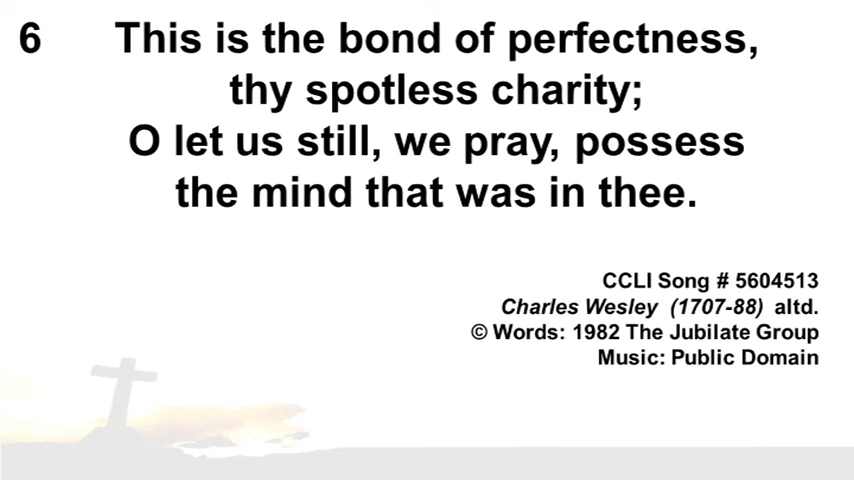 6 This is the bond of perfectness,
thy spotless charity;
O let us still, we pray, possess
the mind that was in thee.
CCLI Song # 5604513
Charles Wesley (1707-88) altd.
© Words: 1982 The Jubilate Group
Music: Public Domain